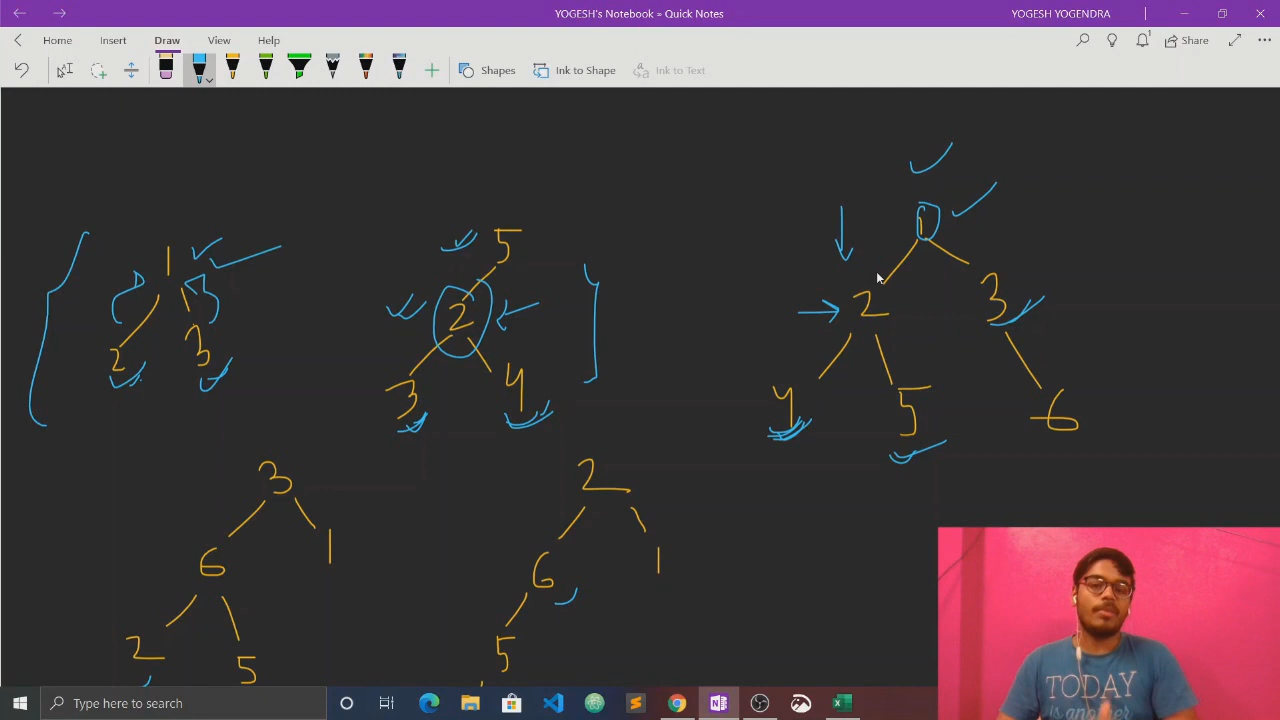 YOGESH's Notebook » Quick Notes
YOGESH YOGENDRA
Home Insert Draw View Help
Share
Shapes Ink to Shape Ink to Text
1
2 3
5
2
3 4
1
2 3
4 5 6
3
6 1
2 5
2
6 1
5
TODAY
is another
Type here to search